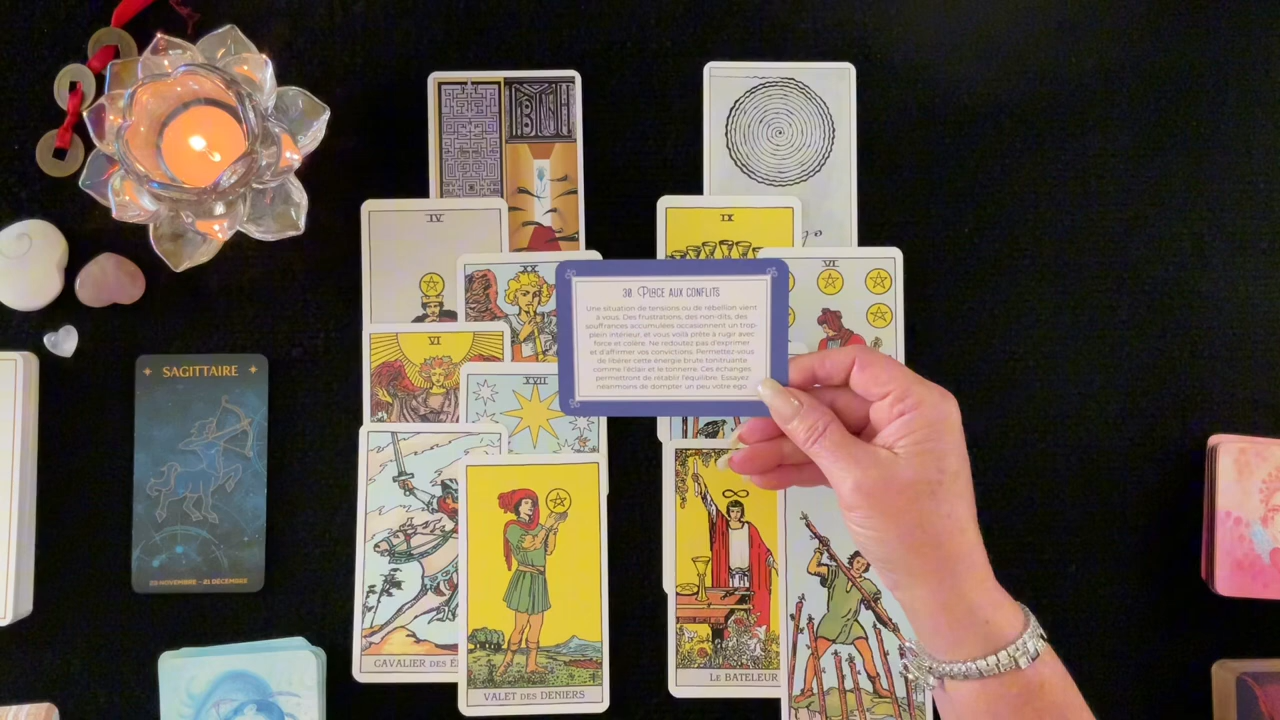 IV
XX
IX
VI
30. PLACE AUX CONFLITS
Une situation de tensions ou de rébellion vient
à vous. Des frustrations, des non-dits, des
souffrances accumulées occasionnent un trop-
plein intérieur, et vous voilà prête à rugir avec
force et colère. Ne redoutez pas d'exprimer
et d'affirmer vos convictions. Permettez-vous
de libérer cette énergie brute tonitruante
comme l'éclair et le tonnerre. Ces échanges
permettront de rétablir l'équilibre. Essayez
néanmoins de dompter un peu votre ego.
VI
XVII
SAGITTAIRE
23 NOVEMBRE - 21 DÉCEMBRE
CAVALIER DES
VALET DES DENIERS
LE BATELEUR